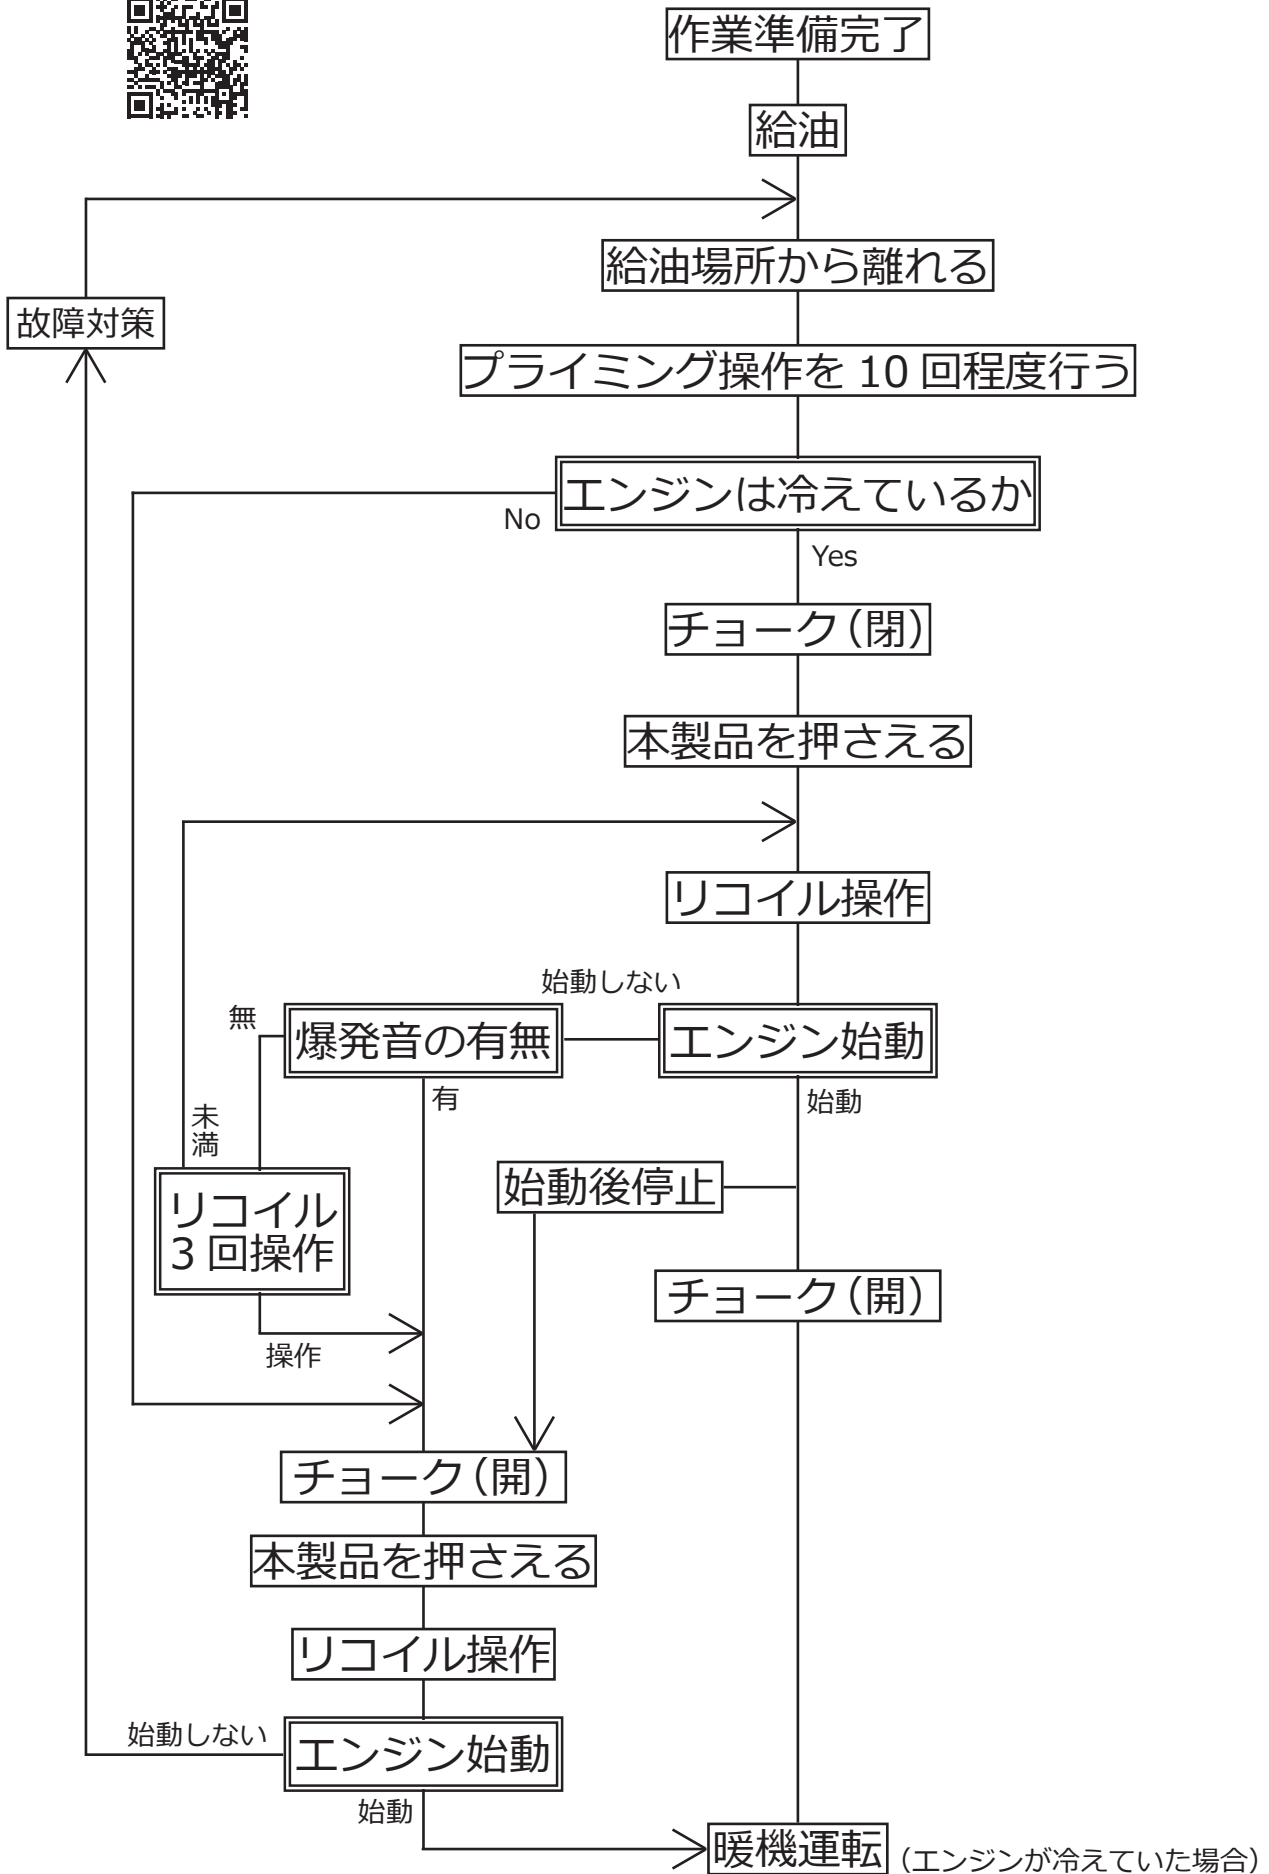 作業準備完了
給油
給油場所から離れる
故障対策
プライミング操作を 10 回程度行う
エンジンは冷えているか
No
Yes
チョーク（閉）
本製品を押さえる
リコイル操作
始動しない
無
爆発音の有無
エンジン始動
有
始動
未満
始動後停止
リコイル
3 回操作
チョーク（開）
操作
チョーク（開）
本製品を押さえる
リコイル操作
始動しない
エンジン始動
始動
暖機運転
（エンジンが冷えていた場合）